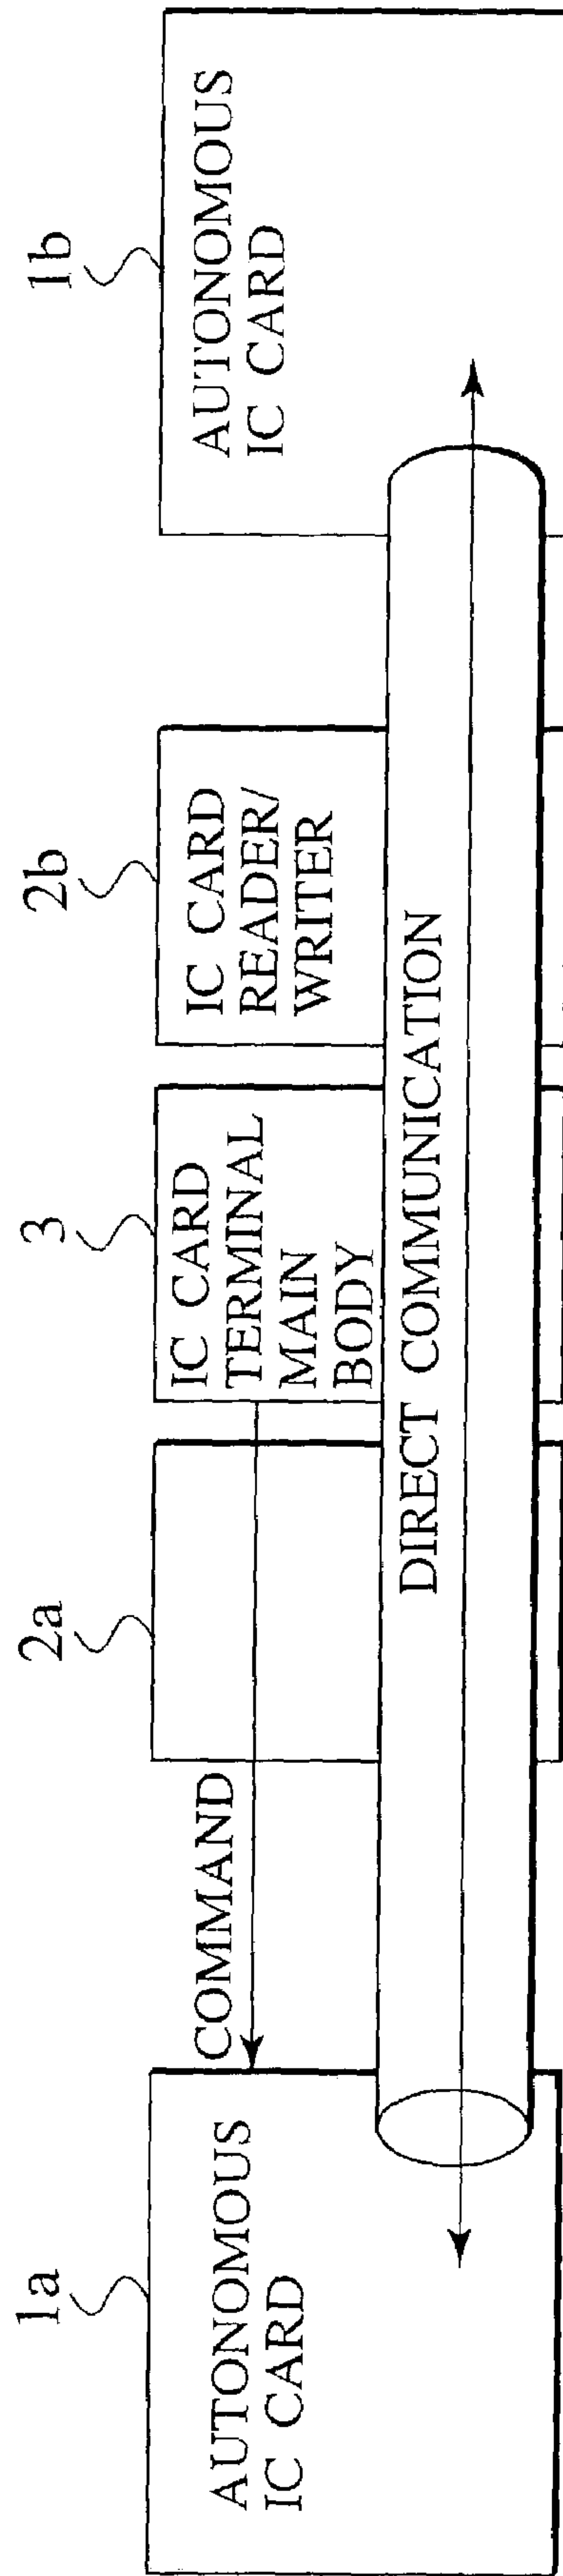 1a
2a
3
2b
1b
AUTONOMOUS
IC CARD
COMMAND
IC CARD
TERMINAL
MAIN
BODY
IC CARD
READER/
WRITER
AUTONOMOUS
IC CARD
DIRECT COMMUNICATION